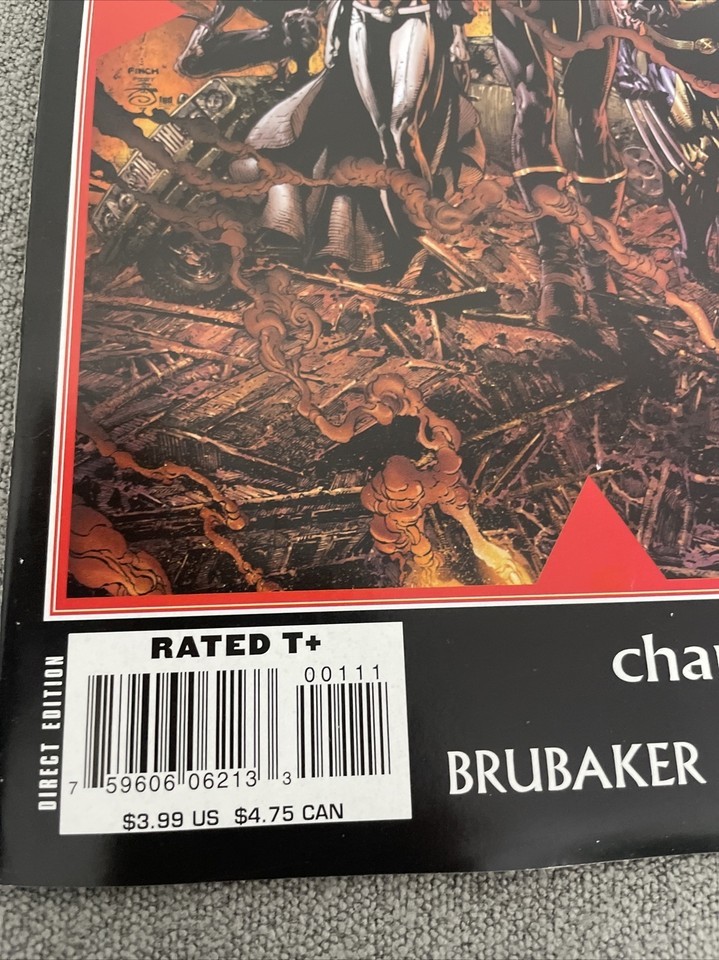 FINCH
RATED T+
00111
DIRECT EDITION
7 59606 06213 3
$3.99 US $4.75 CAN
cha
BRUBAKER